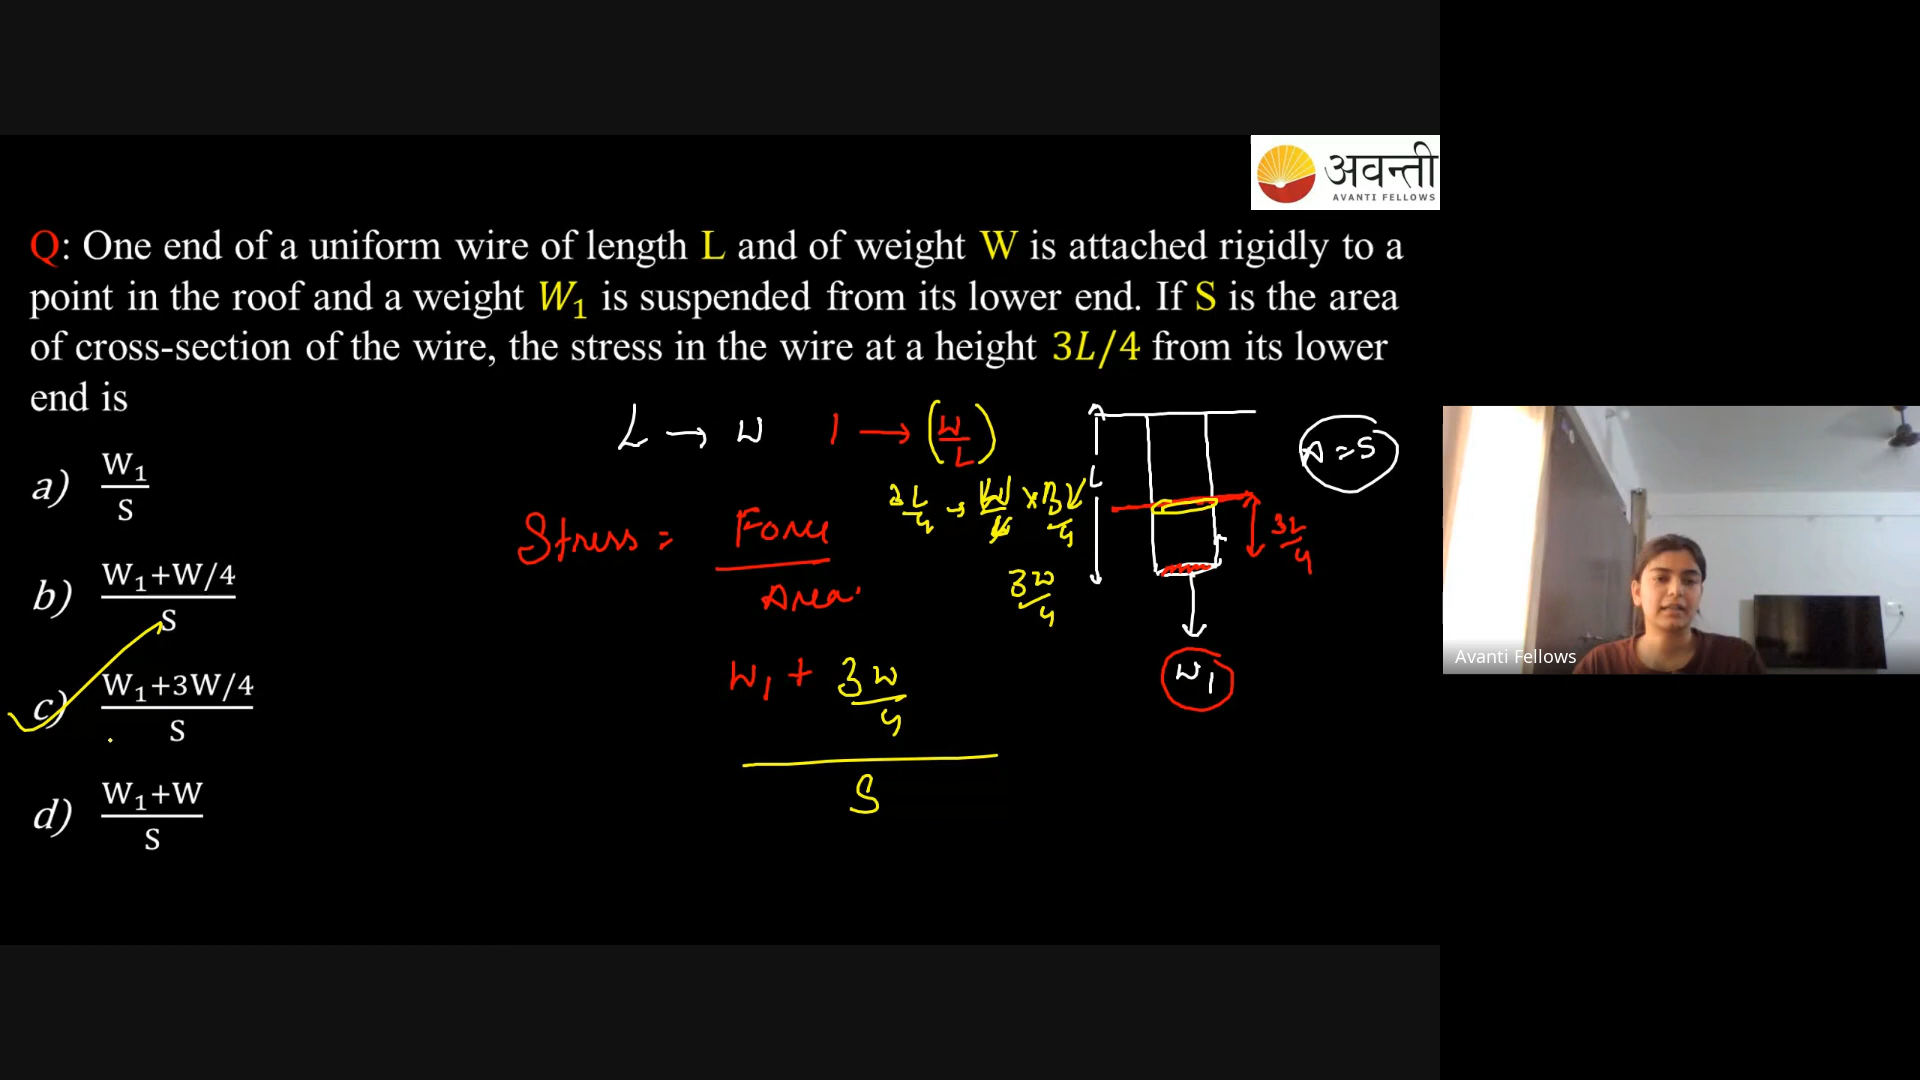 अवन्ती
AVANTI FELLOWS
Q: One end of a uniform wire of length L and of weight W is attached rigidly to a
point in the roof and a weight W₁ is suspended from its lower end. If S is the area
of cross-section of the wire, the stress in the wire at a height 3L/4 from its lower
end is
a) W₁/S
b) (W₁+W/4)/S
c) (W₁+3W/4)/S
d) (W₁+W)/S
L → W 1 → (W/L)
A = S
L
3L/4 → W/L × 3L/4
3L/4
Stress = Force/Area
3W/4
W₁ + 3W/4
S
W₁
Avanti Fellows